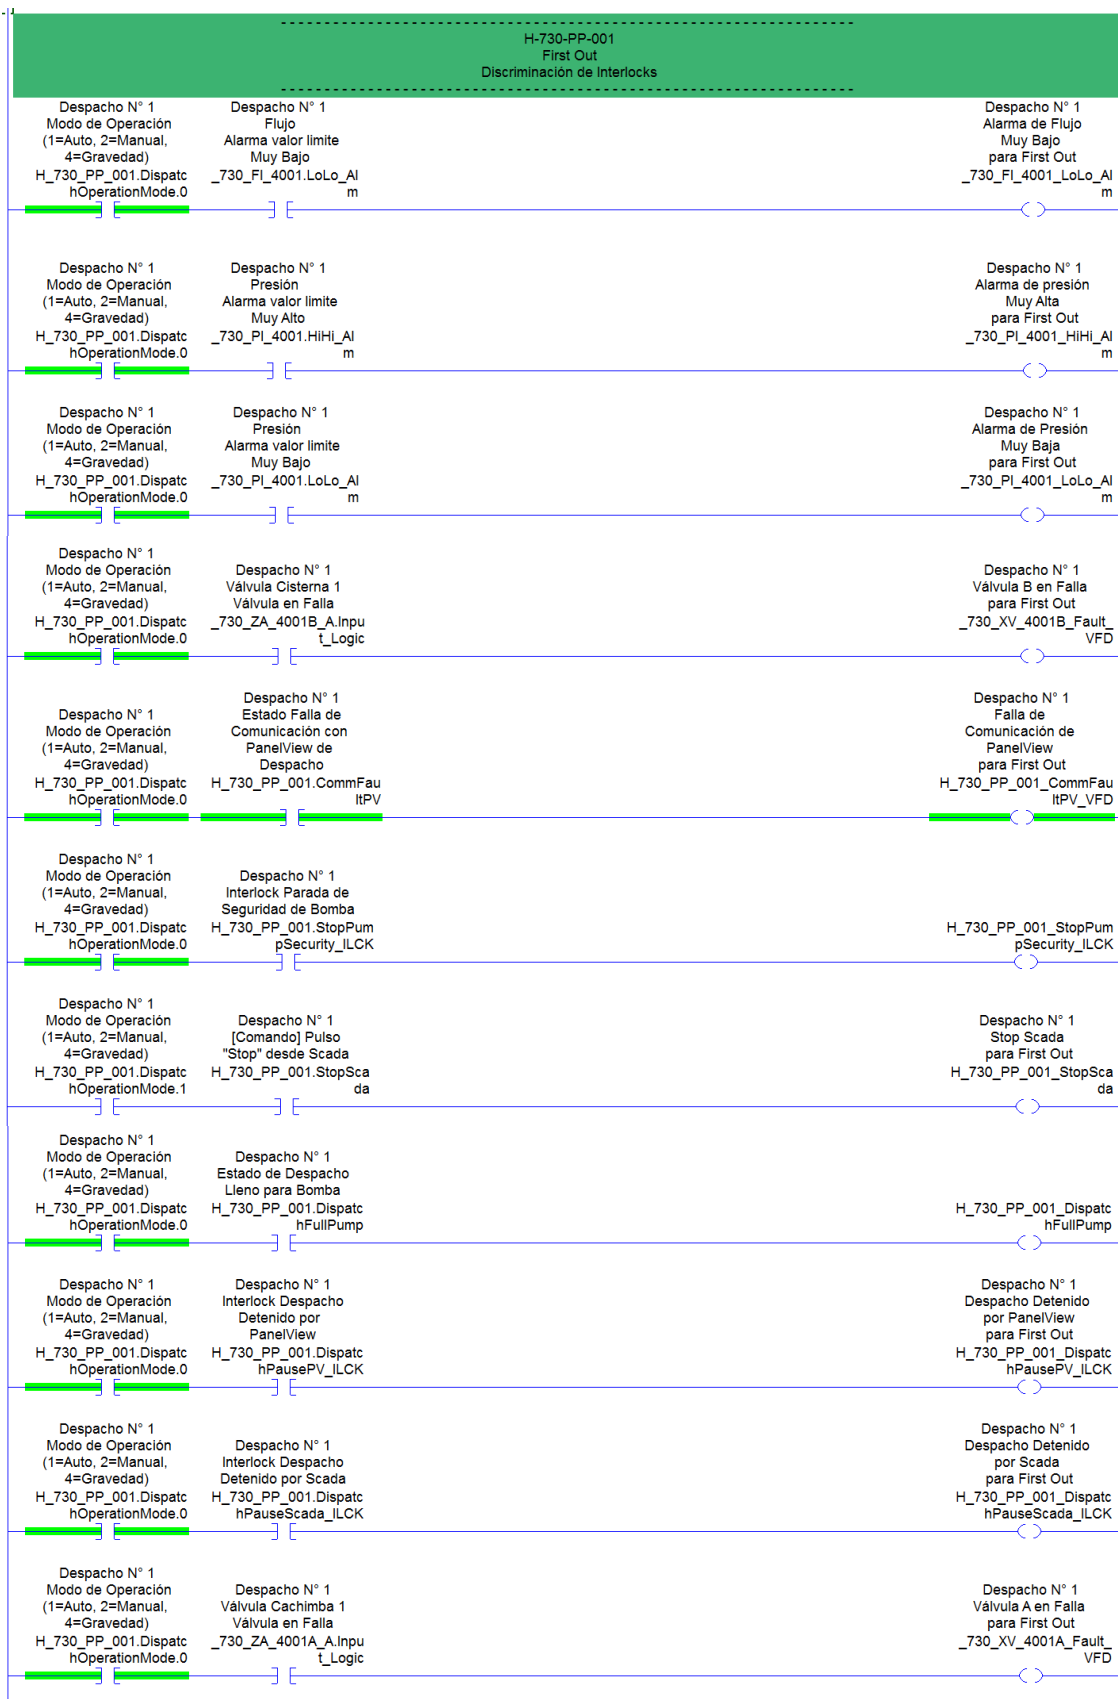 H-730-PP-001
First Out
Discriminación de Interlocks
Despacho N° 1
Modo de Operación
(1=Auto, 2=Manual,
4=Gravedad)
H_730_PP_001.Dispatc
hOperationMode.0
Despacho N° 1
Flujo
Alarma valor limite
Muy Bajo
_730_FI_4001.LoLo_Al
m
Despacho N° 1
Alarma de Flujo
Muy Bajo
para First Out
_730_FI_4001_LoLo_Al
m
Despacho N° 1
Modo de Operación
(1=Auto, 2=Manual,
4=Gravedad)
H_730_PP_001.Dispatc
hOperationMode.0
Despacho N° 1
Presión
Alarma valor limite
Muy Alto
_730_PI_4001.HiHi_Al
m
Despacho N° 1
Alarma de presión
Muy Alta
para First Out
_730_PI_4001_HiHi_Al
m
Despacho N° 1
Modo de Operación
(1=Auto, 2=Manual,
4=Gravedad)
H_730_PP_001.Dispatc
hOperationMode.0
Despacho N° 1
Presión
Alarma valor limite
Muy Bajo
_730_PI_4001.LoLo_Al
m
Despacho N° 1
Alarma de Presión
Muy Baja
para First Out
_730_PI_4001_LoLo_Al
m
Despacho N° 1
Modo de Operación
(1=Auto, 2=Manual,
4=Gravedad)
H_730_PP_001.Dispatc
hOperationMode.0
Despacho N° 1
Válvula Cisterna 1
Válvula en Falla
_730_ZA_4001B_A.Inpu
t_Logic
Despacho N° 1
Válvula B en Falla
para First Out
_730_XV_4001B_Fault_
VFD
Despacho N° 1
Modo de Operación
(1=Auto, 2=Manual,
4=Gravedad)
H_730_PP_001.Dispatc
hOperationMode.0
Despacho N° 1
Estado Falla de
Comunicación con
PanelView de
Despacho
H_730_PP_001.CommFau
ltPV
Despacho N° 1
Falla de
Comunicación de
PanelView
para First Out
H_730_PP_001_CommFau
ltPV_VFD
Despacho N° 1
Modo de Operación
(1=Auto, 2=Manual,
4=Gravedad)
H_730_PP_001.Dispatc
hOperationMode.0
Despacho N° 1
Interlock Parada de
Seguridad de Bomba
H_730_PP_001.StopPum
pSecurity_ILCK
H_730_PP_001_StopPum
pSecurity_ILCK
Despacho N° 1
Modo de Operación
(1=Auto, 2=Manual,
4=Gravedad)
H_730_PP_001.Dispatc
hOperationMode.1
Despacho N° 1
[Comando] Pulso
"Stop" desde Scada
H_730_PP_001.StopSca
da
Despacho N° 1
Stop Scada
para First Out
H_730_PP_001_StopSca
da
Despacho N° 1
Modo de Operación
(1=Auto, 2=Manual,
4=Gravedad)
H_730_PP_001.Dispatc
hOperationMode.0
Despacho N° 1
Estado de Despacho
Lleno para Bomba
H_730_PP_001.Dispatc
hFullPump
H_730_PP_001_Dispatc
hFullPump
Despacho N° 1
Modo de Operación
(1=Auto, 2=Manual,
4=Gravedad)
H_730_PP_001.Dispatc
hOperationMode.0
Despacho N° 1
Interlock Despacho
Detenido por
PanelView
H_730_PP_001.Dispatc
hPausePV_ILCK
Despacho N° 1
Despacho Detenido
por PanelView
para First Out
H_730_PP_001_Dispatc
hPausePV_ILCK
Despacho N° 1
Modo de Operación
(1=Auto, 2=Manual,
4=Gravedad)
H_730_PP_001.Dispatc
hOperationMode.0
Despacho N° 1
Interlock Despacho
Detenido por Scada
H_730_PP_001.Dispatc
hPauseScada_ILCK
Despacho N° 1
Despacho Detenido
por Scada
para First Out
H_730_PP_001_Dispatc
hPauseScada_ILCK
Despacho N° 1
Modo de Operación
(1=Auto, 2=Manual,
4=Gravedad)
H_730_PP_001.Dispatc
hOperationMode.0
Despacho N° 1
Válvula Cachimba 1
Válvula en Falla
_730_ZA_4001A_A.Inpu
t_Logic
Despacho N° 1
Válvula A en Falla
para First Out
_730_XV_4001A_Fault_
VFD